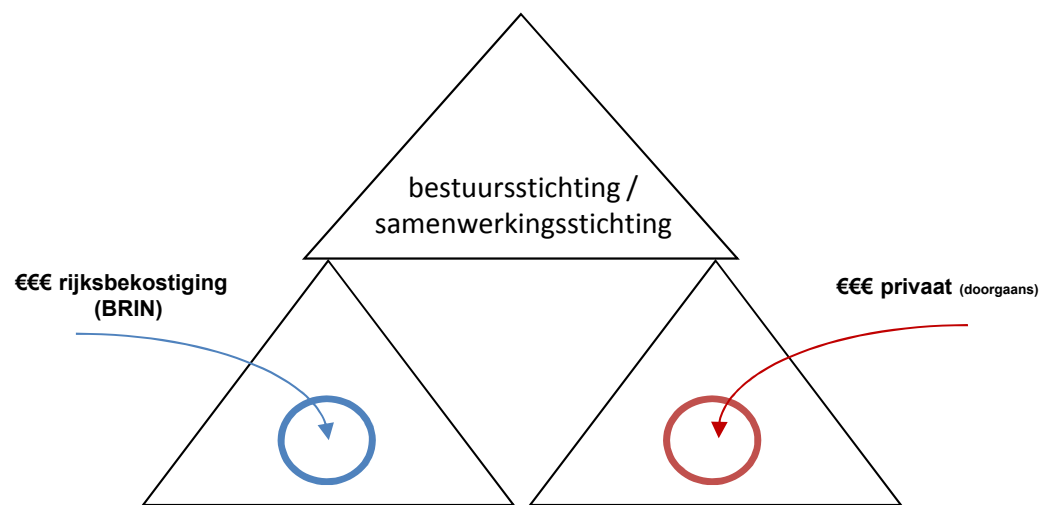 bestuursstichting /
samenwerkingsstichting
€€€ rijksbekostiging
(BRIN)
€€€ privaat (doorgaans)